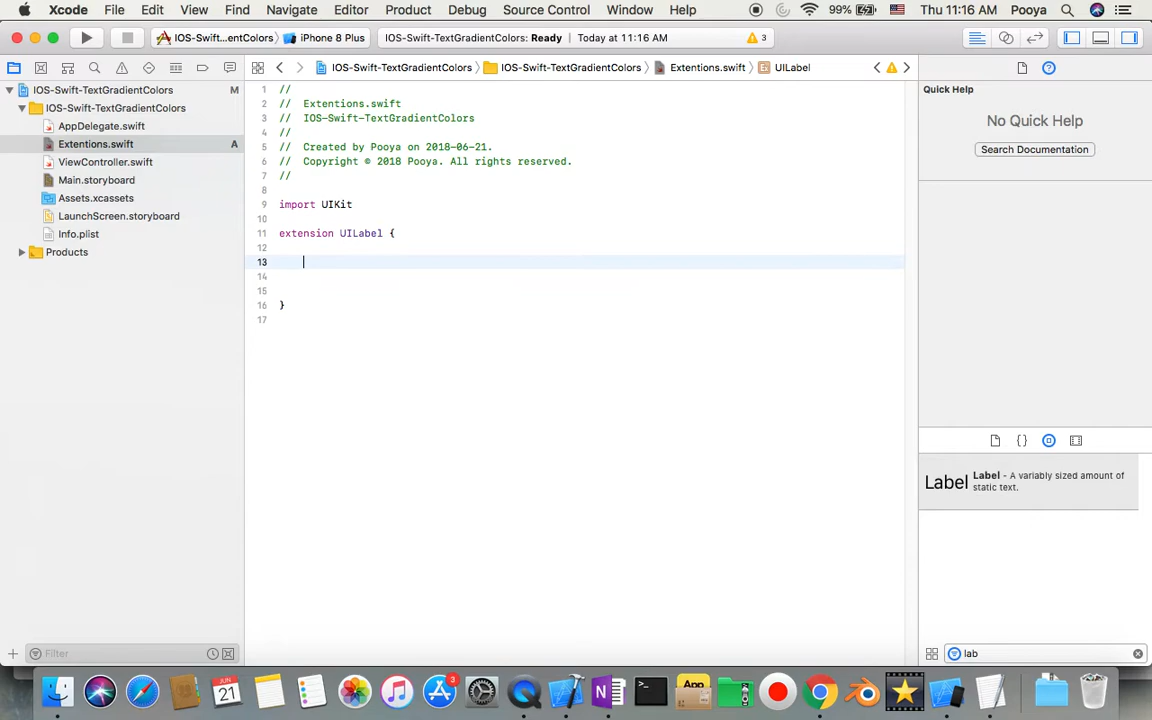 Xcode File Edit View Find Navigate Editor Product Debug Source Control Window Help 99% Thu 11:16 AM Pooya
IOS-Swift...entColors 〉 iPhone 8 Plus IOS-Swift-TextGradientColors: Ready | Today at 11:16 AM 3
IOS-Swift-TextGradientColors 〉 IOS-Swift-TextGradientColors 〉 Extentions.swift 〉 Ex UILabel
IOS-Swift-TextGradientColors M
IOS-Swift-TextGradientColors
AppDelegate.swift
Extentions.swift A
ViewController.swift
Main.storyboard
Assets.xcassets
LaunchScreen.storyboard
Info.plist
Products
Filter
1 //
2 // Extentions.swift
3 // IOS-Swift-TextGradientColors
4 //
5 // Created by Pooya on 2018-06-21.
6 // Copyright © 2018 Pooya. All rights reserved.
7 //
8
9 import UIKit
10
11 extension UILabel {
12
13
14
15
16 }
17
Quick Help
No Quick Help
Search Documentation
{ }
Label Label - A variably sized amount of
static text.
lab
JUN
21
3
N
App